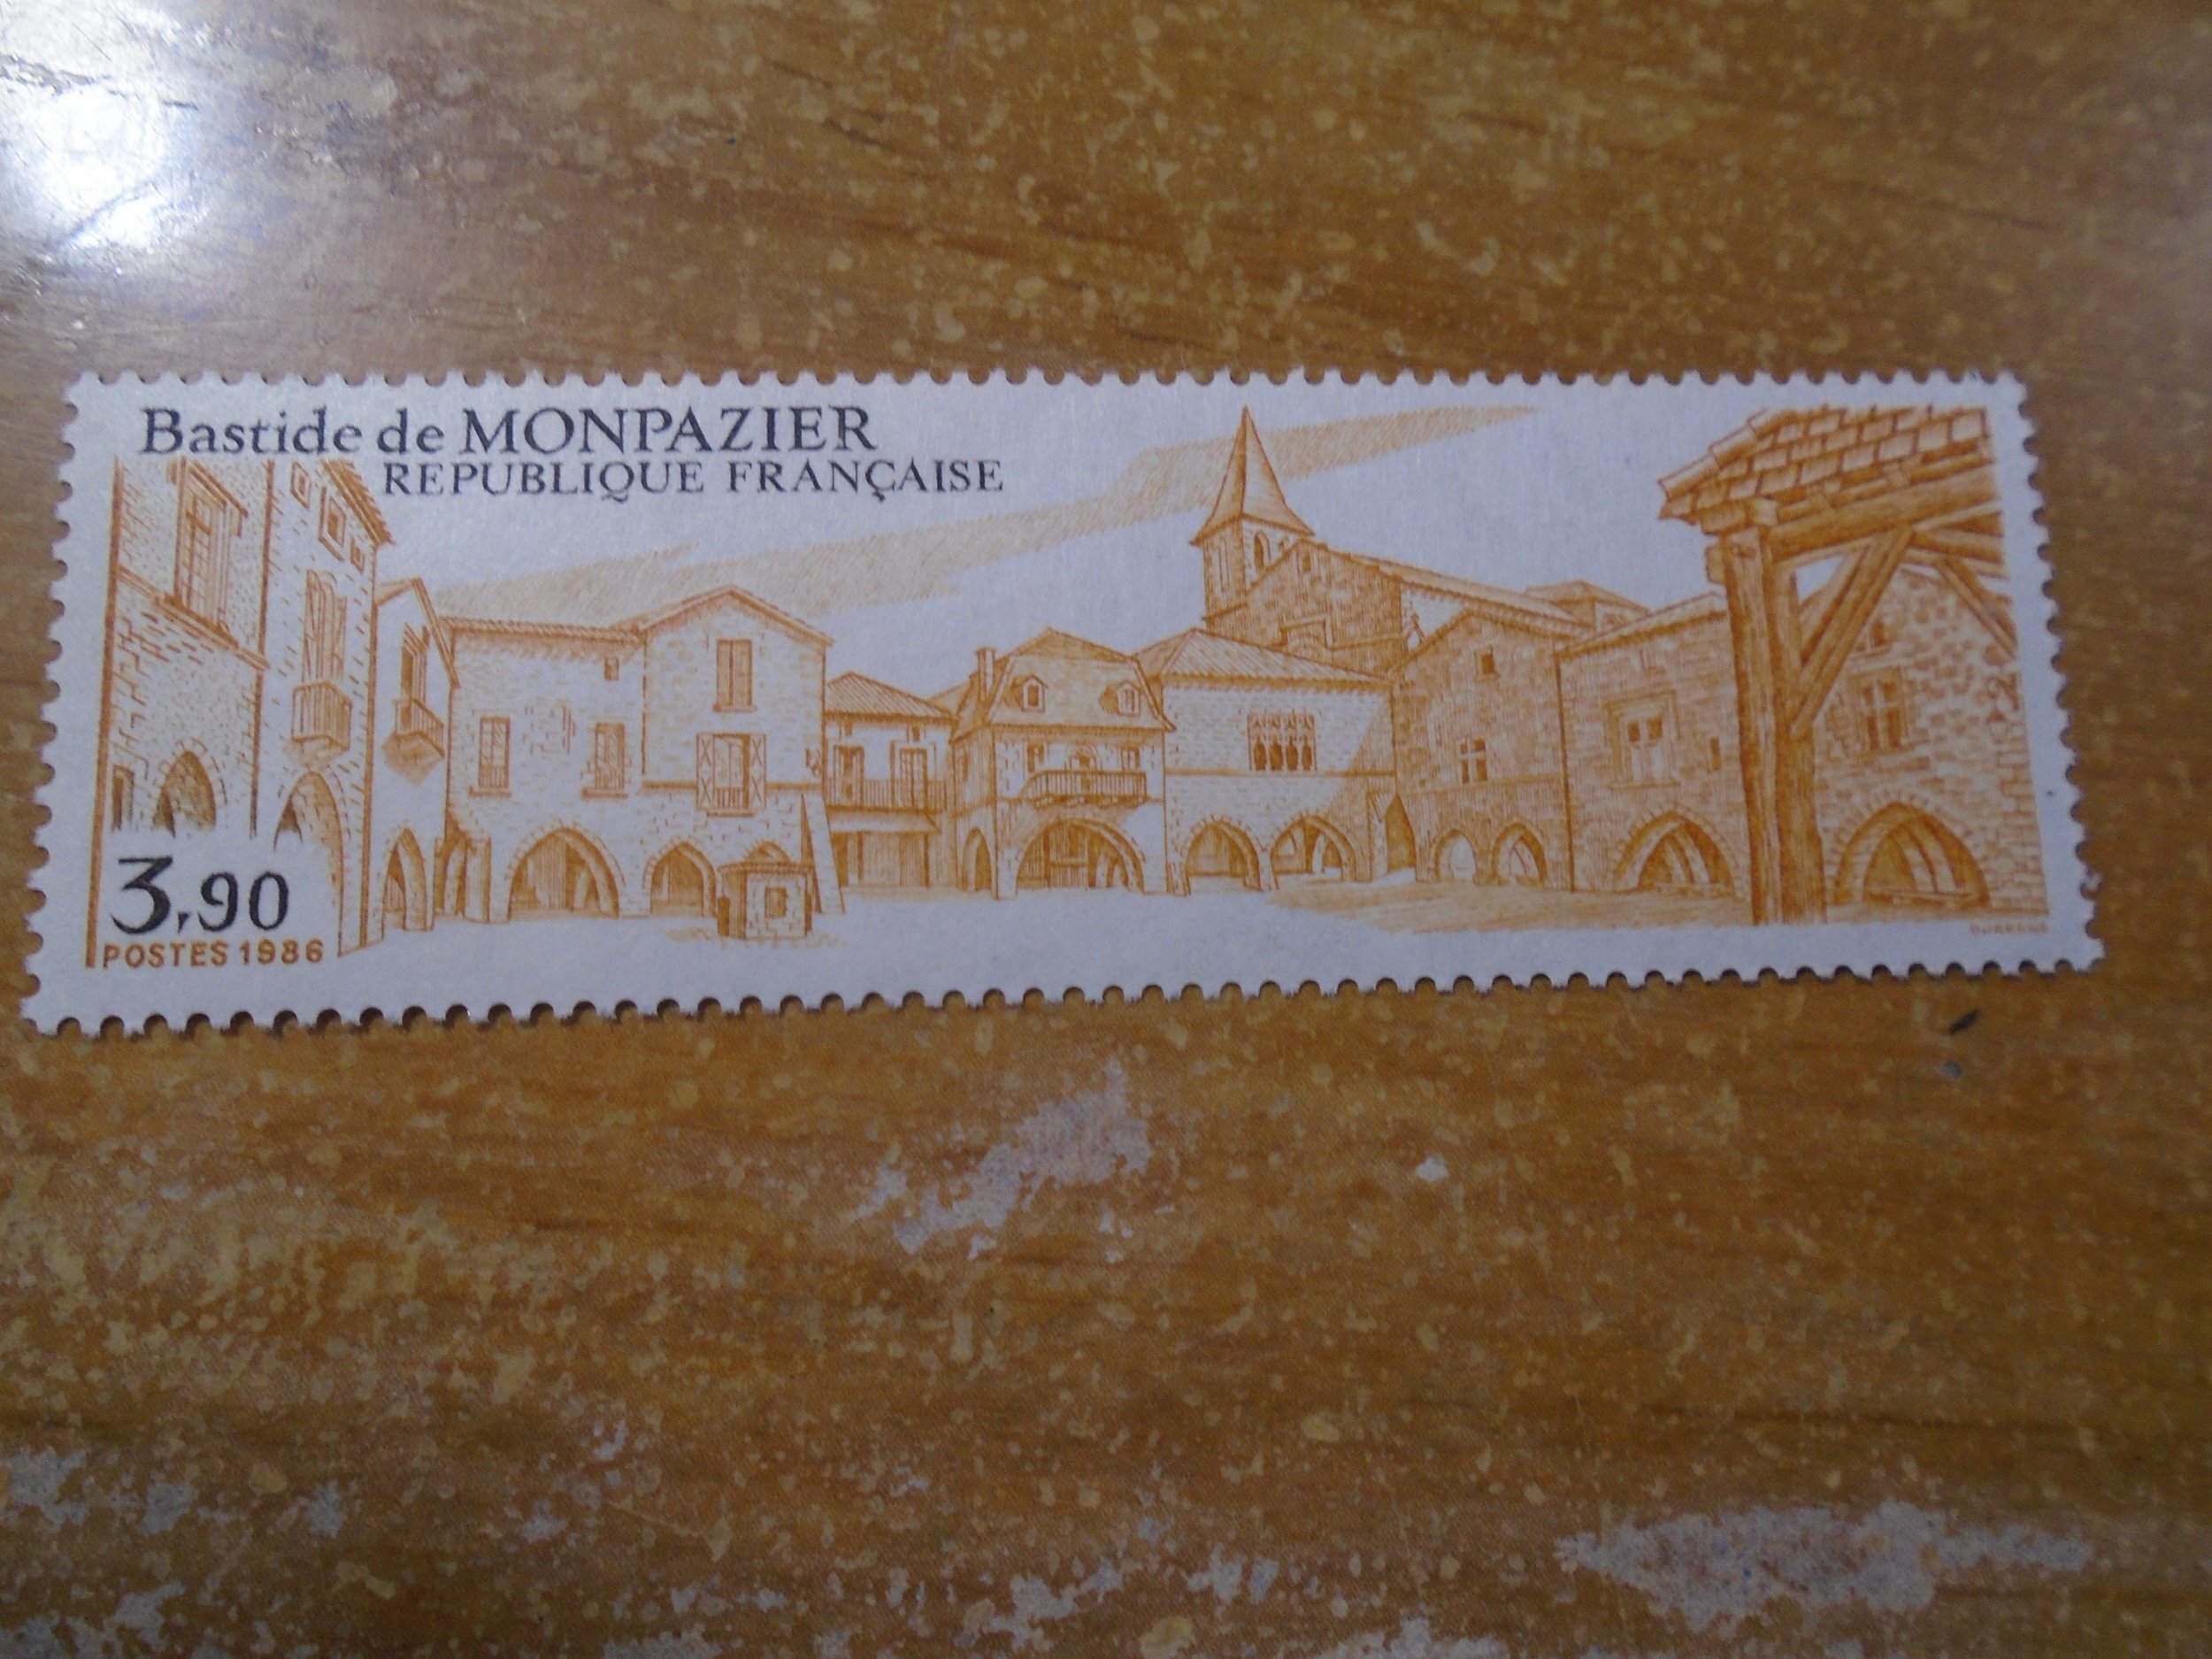 Bastide de MONPAZIER
REPUBLIQUE FRANÇAISE
3,90
POSTES 1986